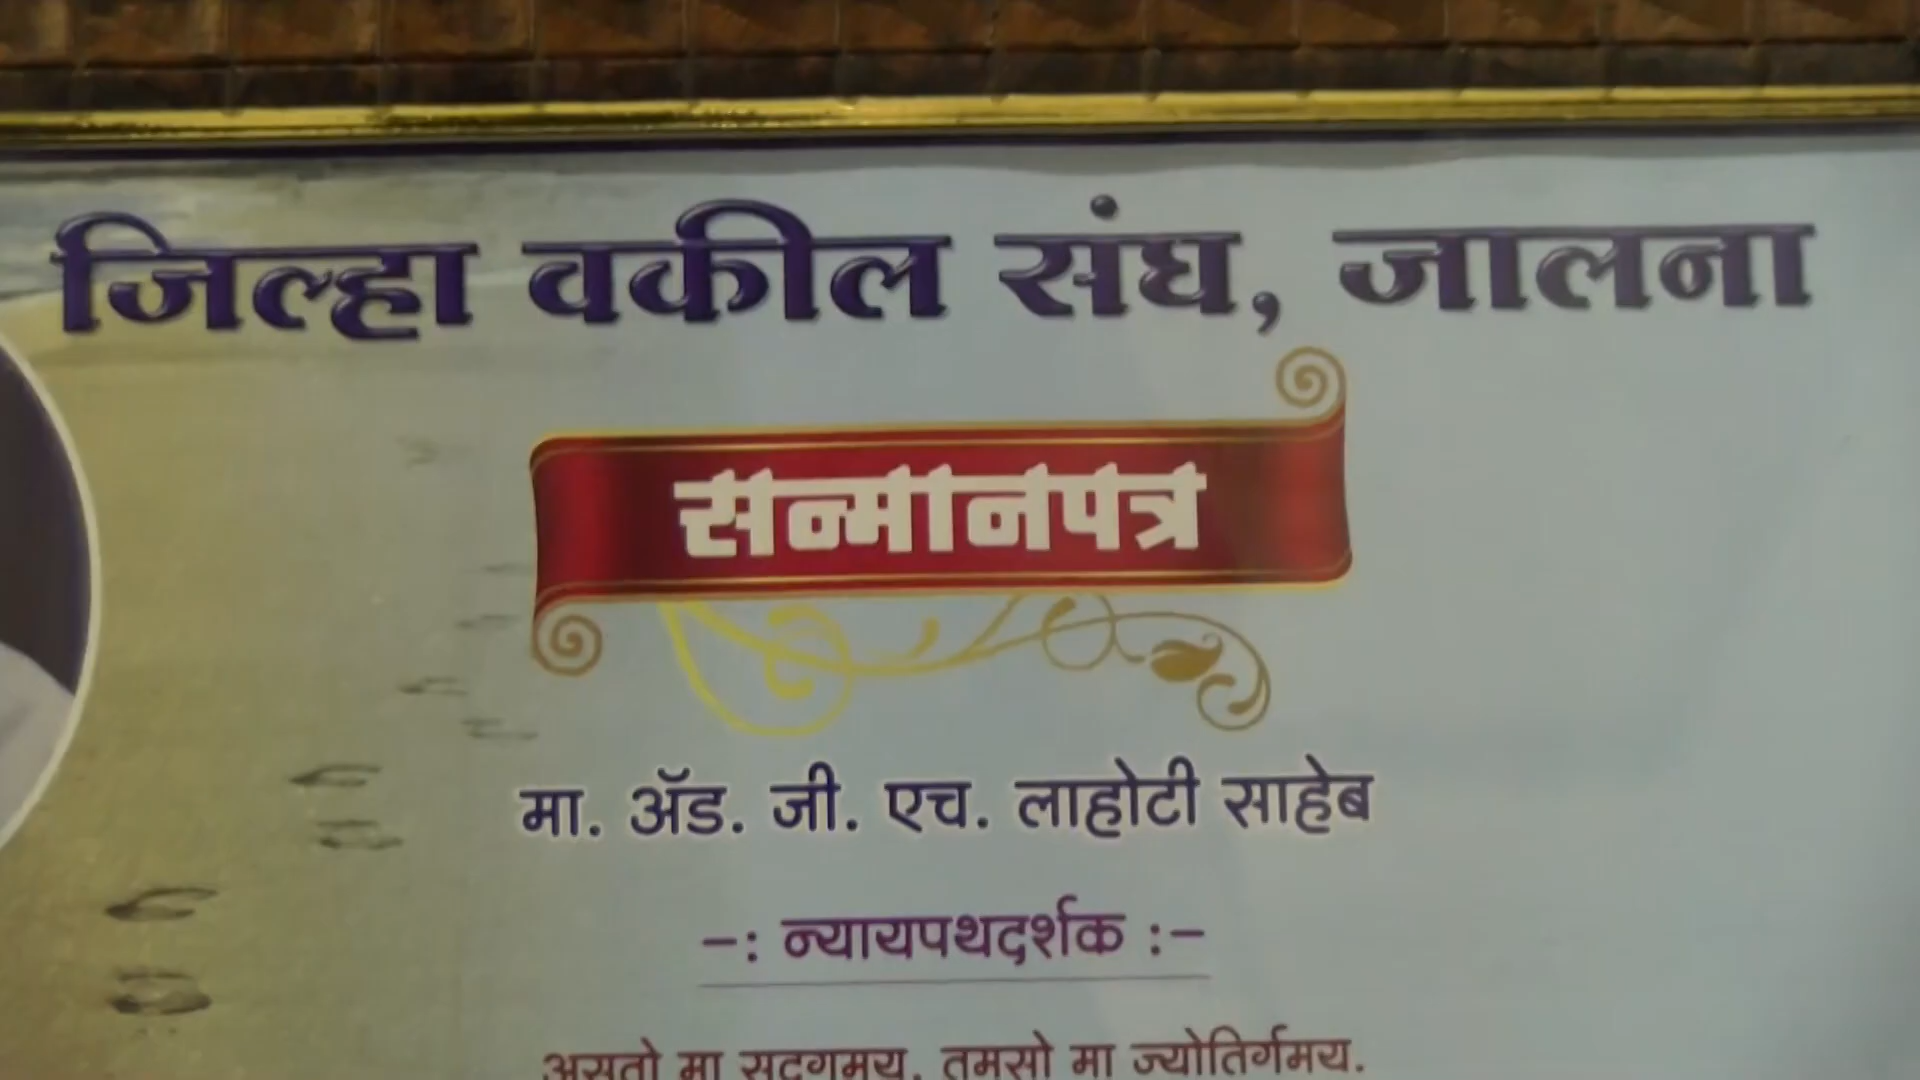 जिल्हा वकील संघ, जालना
सन्मानपत्र
मा. ॲड. जी. एच. लाहोटी साहेब
-: न्यायपथदर्शक :-
असतो मा सद्गमय, तमसो मा ज्योतिर्गमय.